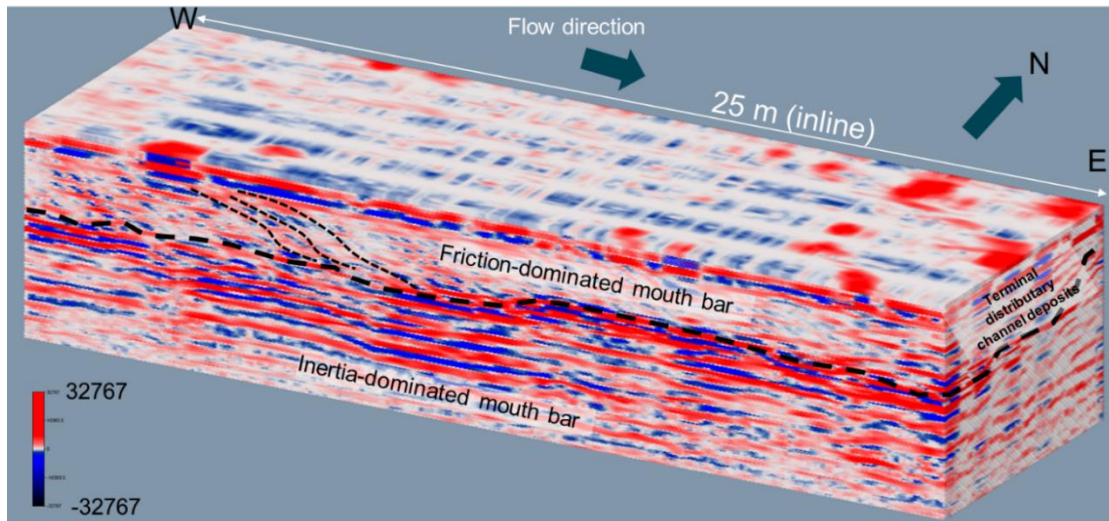 W
Flow direction
N
25 m (inline)
E
Friction-dominated mouth bar
Terminal
distributary
channel deposits
Inertia-dominated mouth bar
32767
-32767